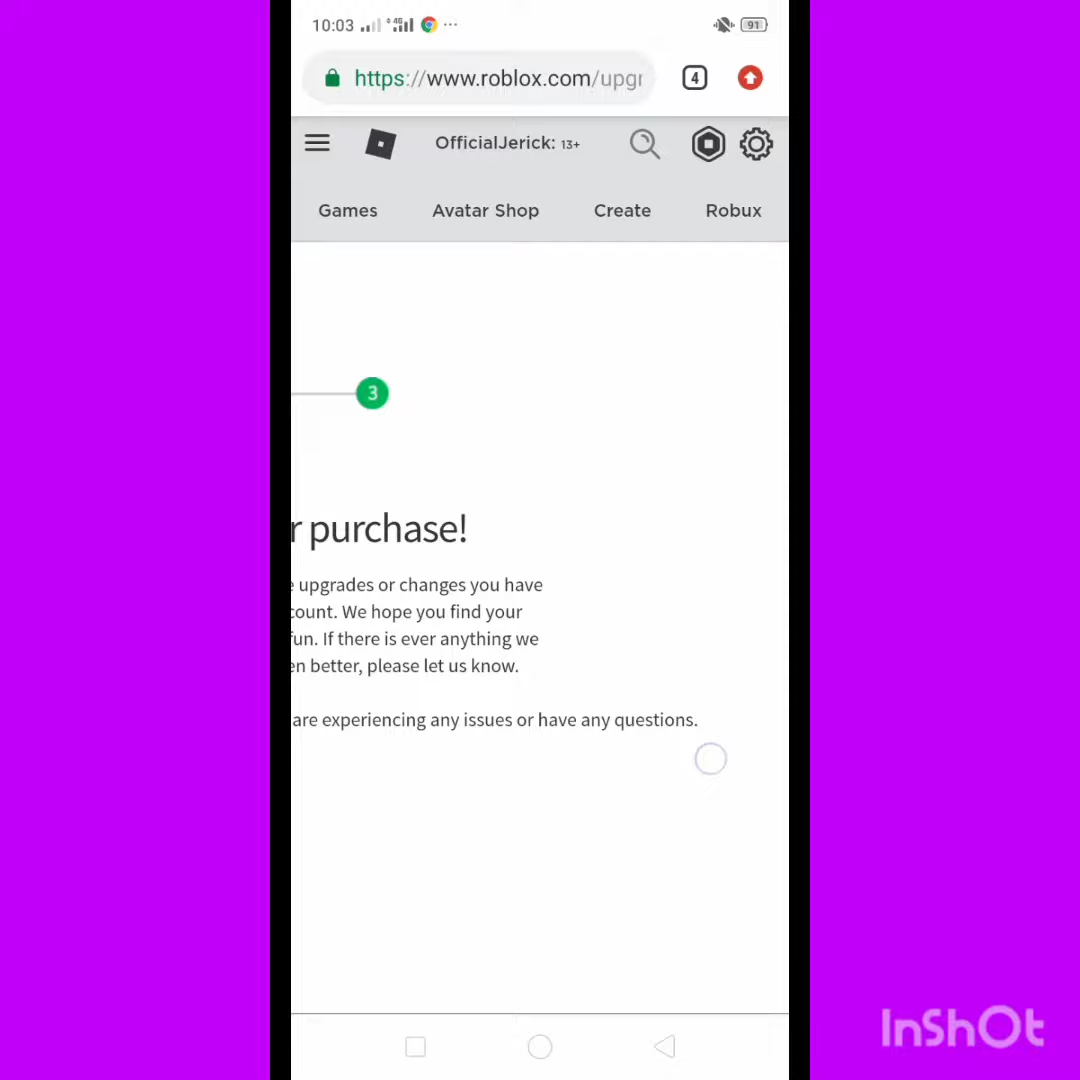 10:03
4G
91
https://www.roblox.com/upgr
4
OfficialJerick: 13+
Games Avatar Shop Create Robux
3
r purchase!
e upgrades or changes you have
count. We hope you find your
fun. If there is ever anything we
en better, please let us know.
are experiencing any issues or have any questions.
InShOt